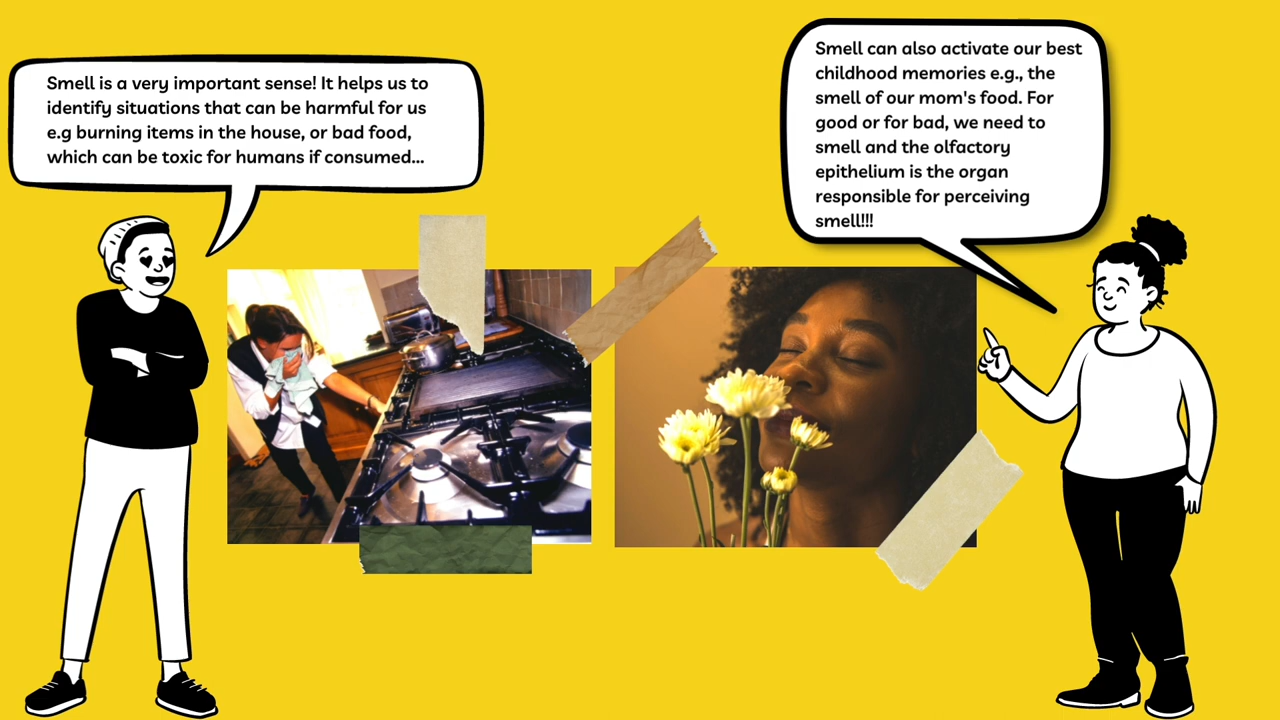 Smell is a very important sense! It helps us to
identify situations that can be harmful for us
e.g burning items in the house, or bad food,
which can be toxic for humans if consumed...
Smell can also activate our best
childhood memories e.g., the
smell of our mom's food. For
good or for bad, we need to
smell and the olfactory
epithelium is the organ
responsible for perceiving
smell!!!